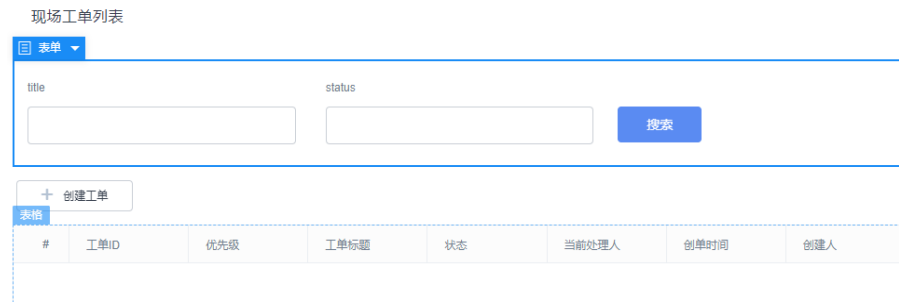 现场工单列表
表单
title status
搜索
创建工单
表格
# 工单ID 优先级 工单标题 状态 当前处理人 创单时间 创建人